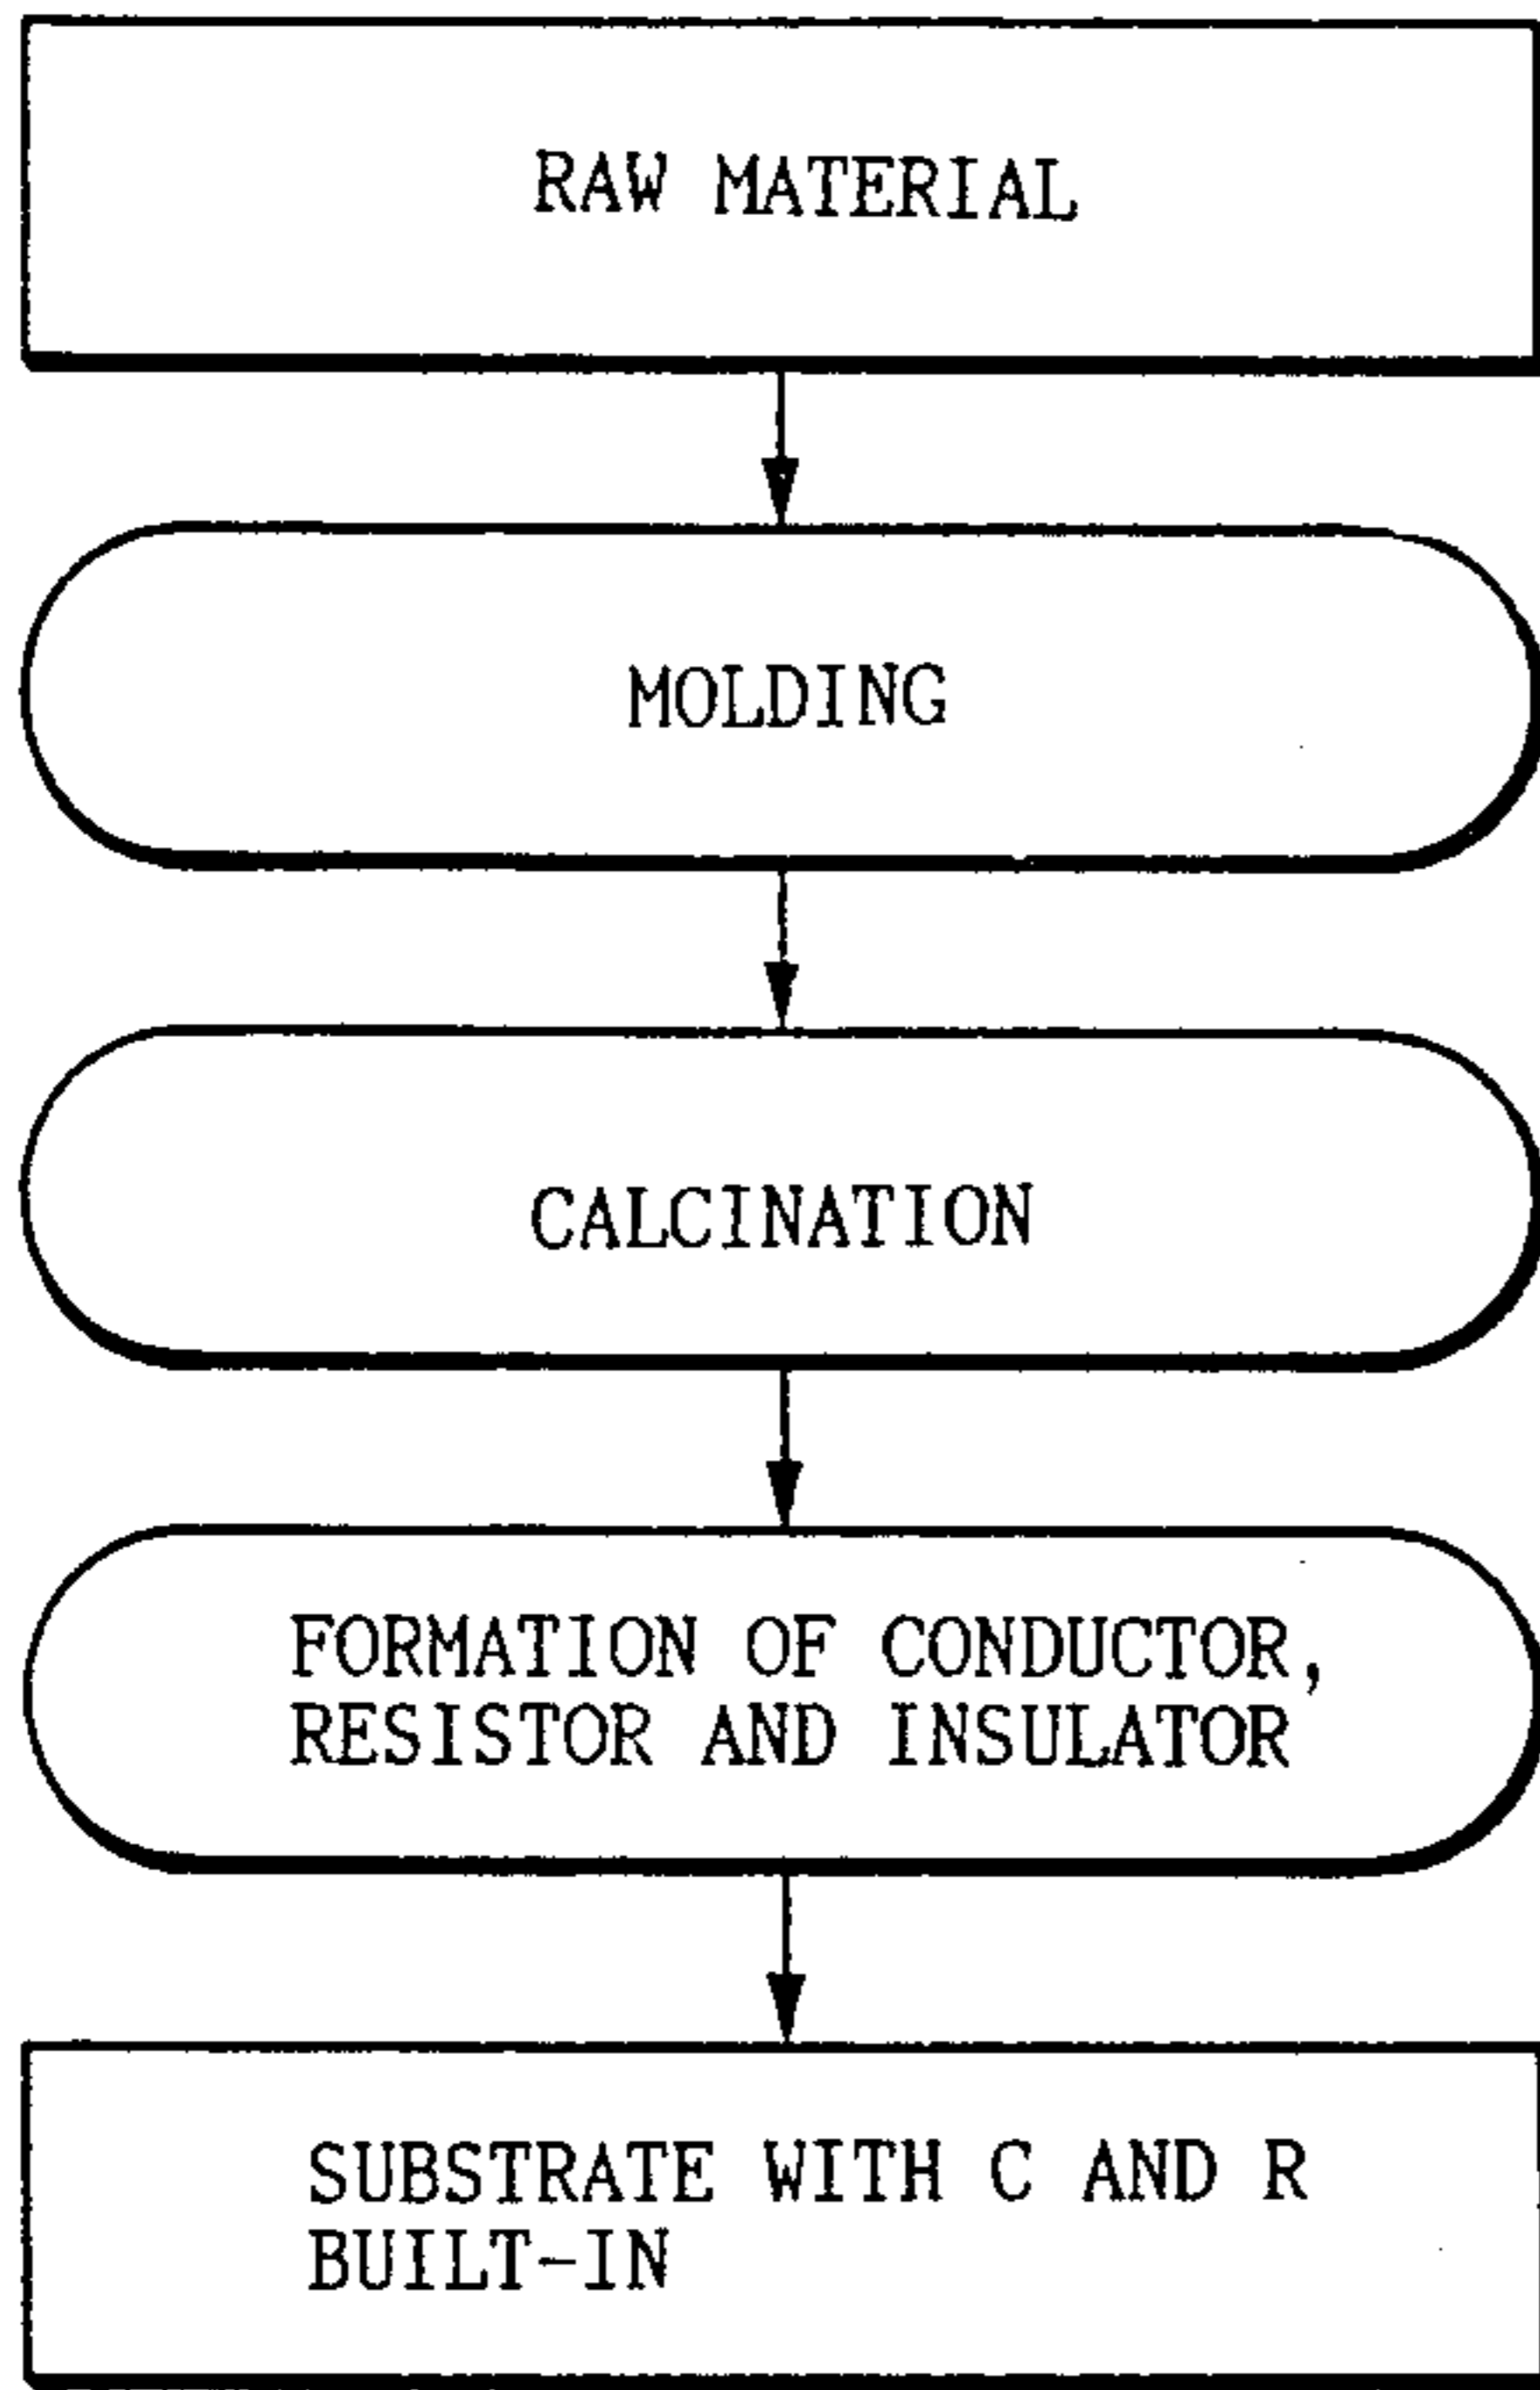 RAW MATERIAL
MOLDING
CALCINATION
FORMATION OF CONDUCTOR,
RESISTOR AND INSULATOR
SUBSTRATE WITH C AND R
BUILT-IN